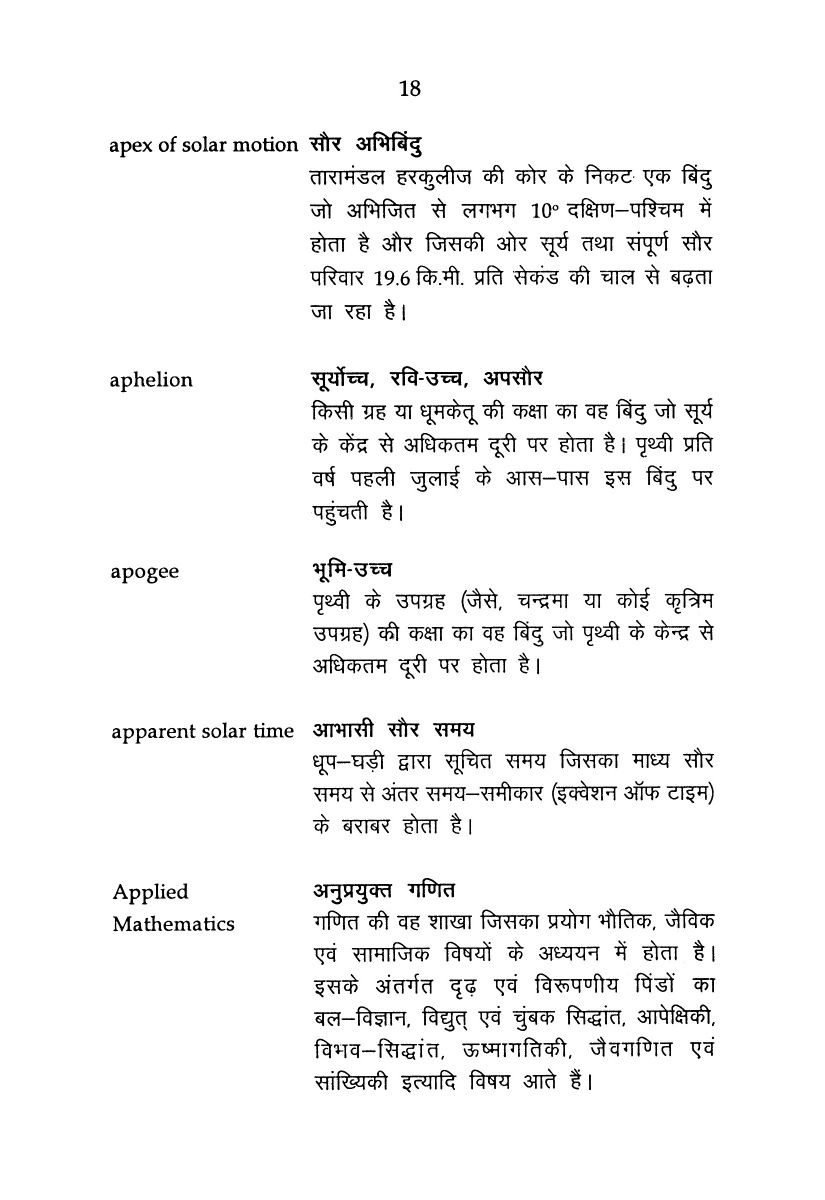 18
apex of solar motion सौर अभिबिंदु
तारामंडल हरकुलीज की कोर के निकट एक बिंदु
जो अभिजित से लगभग 10° दक्षिण–पश्चिम में
होता है और जिसकी ओर सूर्य तथा संपूर्ण सौर
परिवार 19.6 कि.मी. प्रति सेकंड की चाल से बढ़ता
जा रहा है।
aphelion सूर्योच्च, रवि-उच्च, अपसौर
किसी ग्रह या धूमकेतू की कक्षा का वह बिंदु जो सूर्य
के केंद्र से अधिकतम दूरी पर होता है। पृथ्वी प्रति
वर्ष पहली जुलाई के आस–पास इस बिंदु पर
पहुंचती है।
apogee भूमि-उच्च
पृथ्वी के उपग्रह (जैसे, चन्द्रमा या कोई कृत्रिम
उपग्रह) की कक्षा का वह बिंदु जो पृथ्वी के केन्द्र से
अधिकतम दूरी पर होता है।
apparent solar time आभासी सौर समय
धूप–घड़ी द्वारा सूचित समय जिसका माध्य सौर
समय से अंतर समय–समीकार (इक्वेशन ऑफ टाइम)
के बराबर होता है।
Applied अनुप्रयुक्त गणित
Mathematics गणित की वह शाखा जिसका प्रयोग भौतिक, जैविक
एवं सामाजिक विषयों के अध्ययन में होता है।
इसके अंतर्गत दृढ़ एवं विरूपणीय पिंडों का
बल–विज्ञान, विद्युत् एवं चुंबक सिद्धांत, आपेक्षिकी,
विभव–सिद्धांत, ऊष्मागतिकी, जैवगणित एवं
सांख्यिकी इत्यादि विषय आते हैं।